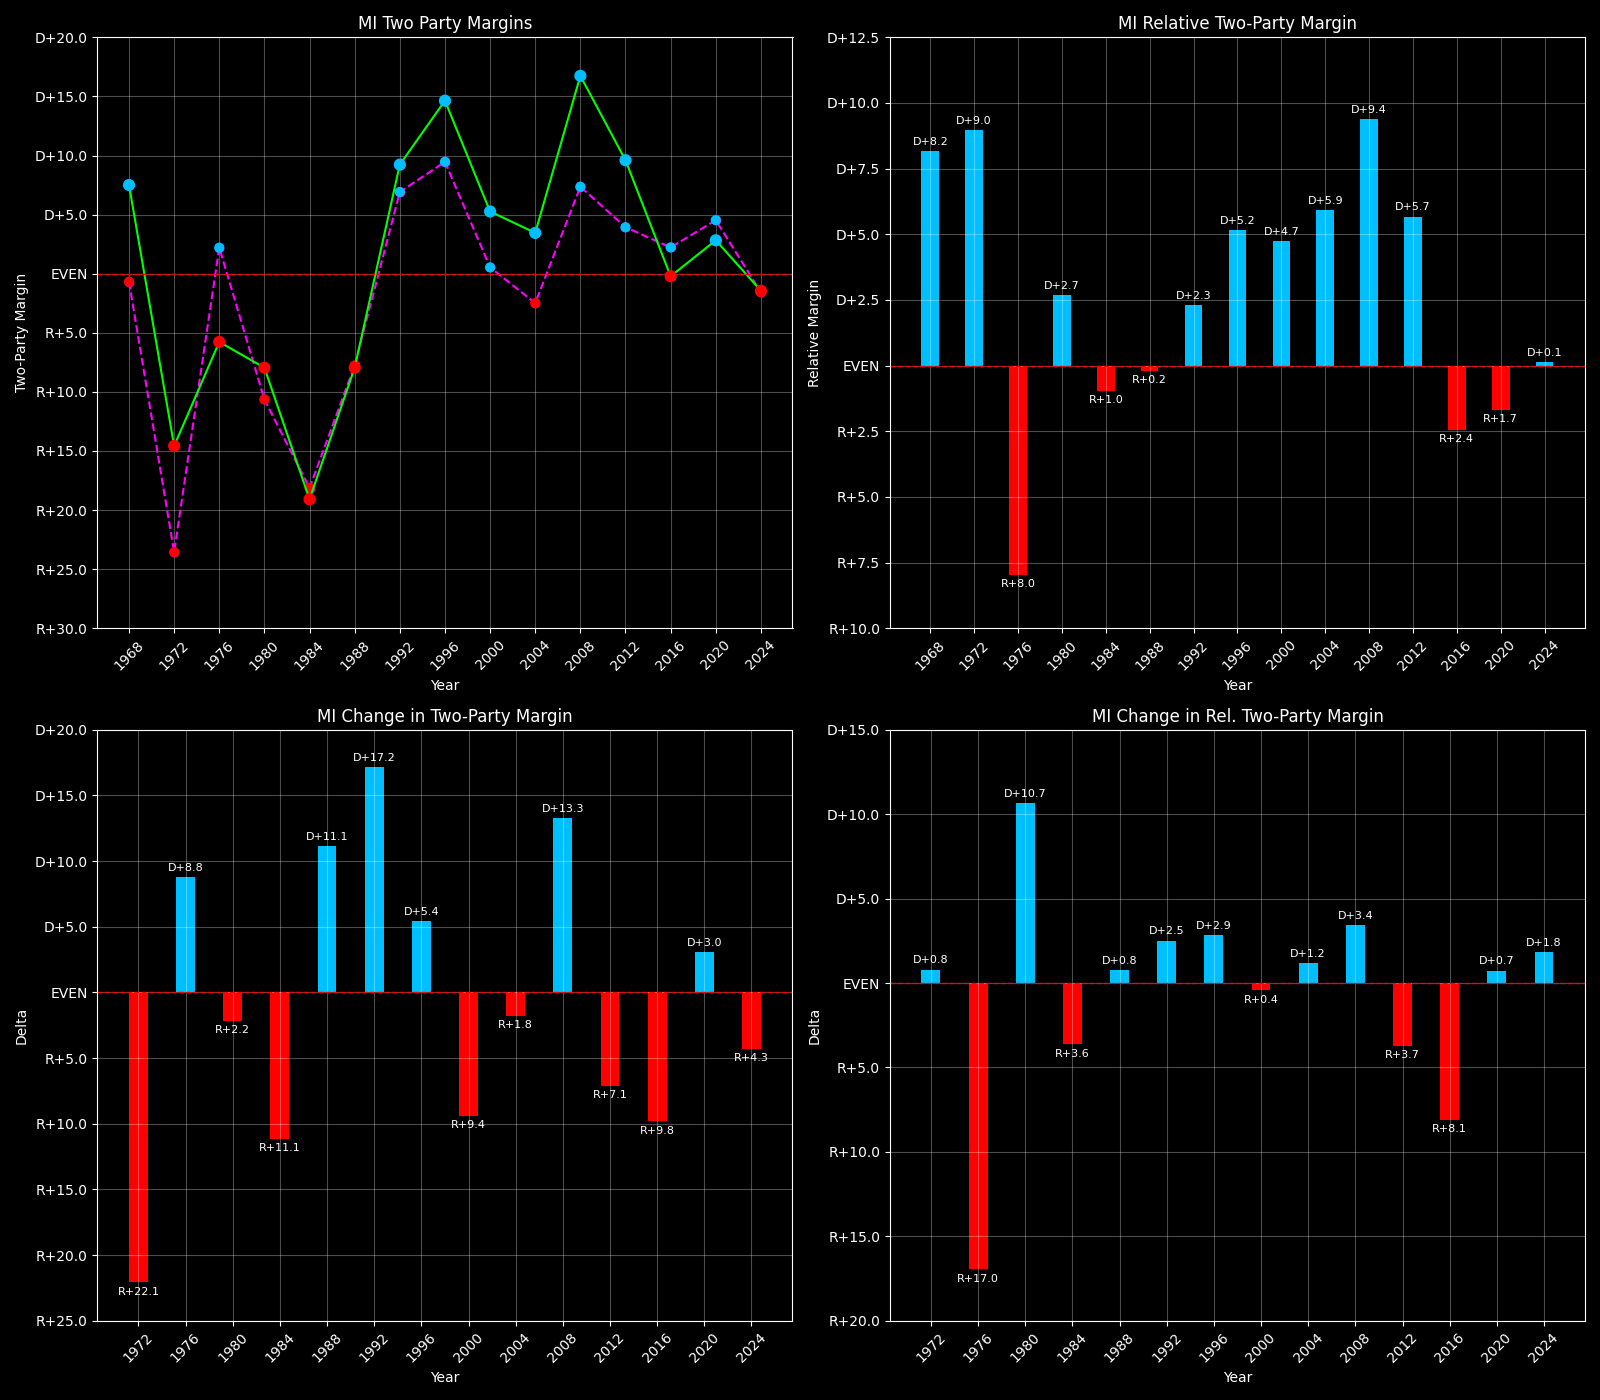 MI Two Party Margins
D+20.0
D+15.0
D+10.0
D+5.0
EVEN
R+5.0
R+10.0
R+15.0
R+20.0
R+25.0
R+30.0
Two-Party Margin
1968 1972 1976 1980 1984 1988 1992 1996 2000 2004 2008 2012 2016 2020 2024
Year
MI Relative Two-Party Margin
D+12.5
D+10.0
D+7.5
D+5.0
D+2.5
EVEN
R+2.5
R+5.0
R+7.5
R+10.0
Relative Margin
D+8.2 D+9.0 R+8.0 D+2.7 R+1.0 R+0.2 D+2.3 D+5.2 D+4.7 D+5.9 D+9.4 D+5.7 R+2.4 R+1.7 D+0.1
1968 1972 1976 1980 1984 1988 1992 1996 2000 2004 2008 2012 2016 2020 2024
Year
MI Change in Two-Party Margin
D+20.0
D+15.0
D+10.0
D+5.0
EVEN
R+5.0
R+10.0
R+15.0
R+20.0
R+25.0
Delta
R+22.1 D+8.8 R+2.2 R+11.1 D+11.1 D+17.2 D+5.4 R+9.4 R+1.8 D+13.3 R+7.1 R+9.8 D+3.0 R+4.3
1972 1976 1980 1984 1988 1992 1996 2000 2004 2008 2012 2016 2020 2024
Year
MI Change in Rel. Two-Party Margin
D+15.0
D+10.0
D+5.0
EVEN
R+5.0
R+10.0
R+15.0
R+20.0
Delta
D+0.8 R+17.0 D+10.7 R+3.6 D+0.8 D+2.5 D+2.9 R+0.4 D+1.2 D+3.4 R+3.7 R+8.1 D+0.7 D+1.8
1972 1976 1980 1984 1988 1992 1996 2000 2004 2008 2012 2016 2020 2024
Year